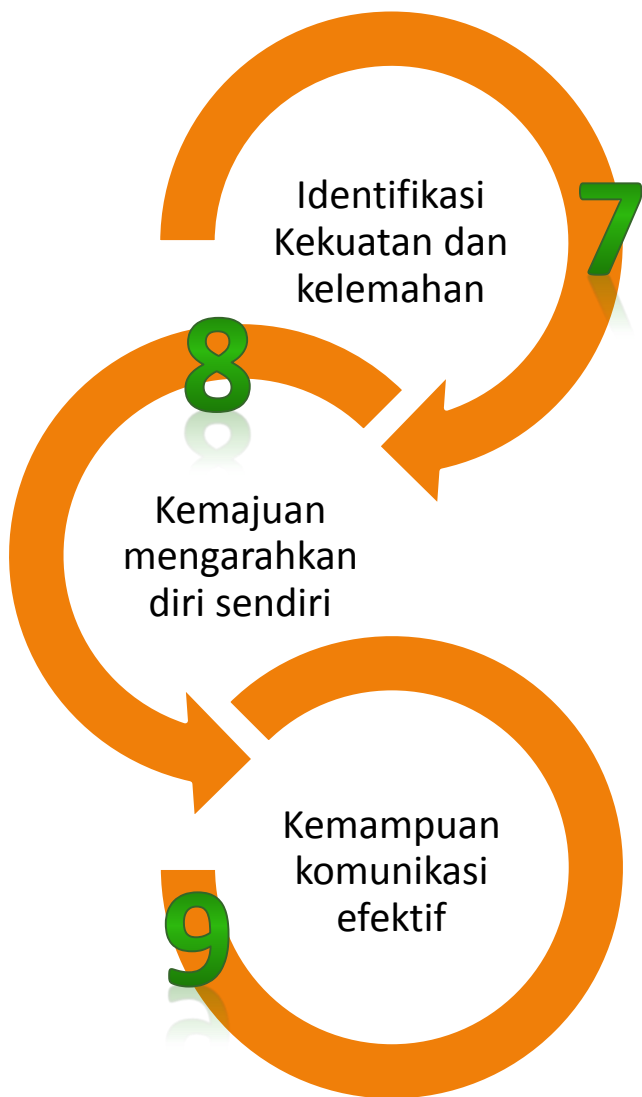 Identifikasi
Kekuatan dan
kelemahan
7
8
Kemajuan
mengarahkan
diri sendiri
Kemampuan
komunikasi
efektif
9